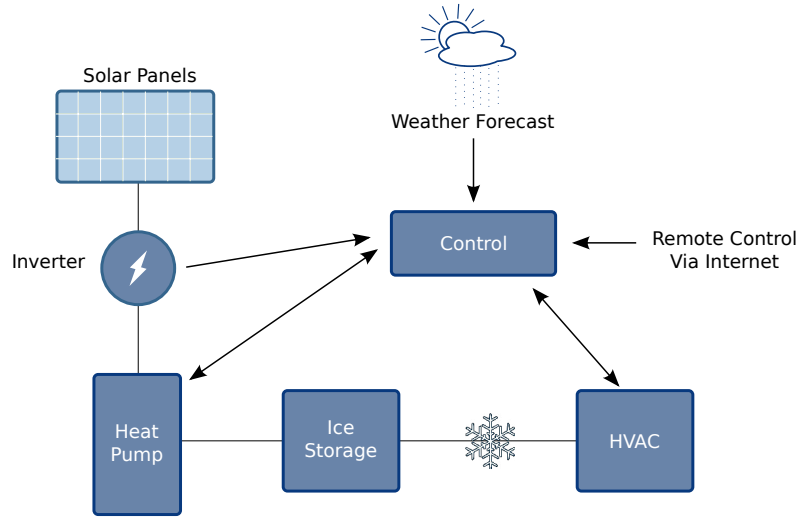 Solar Panels
Weather Forecast
Control
Inverter
Remote Control
Via Internet
Heat
Pump
Ice
Storage
HVAC